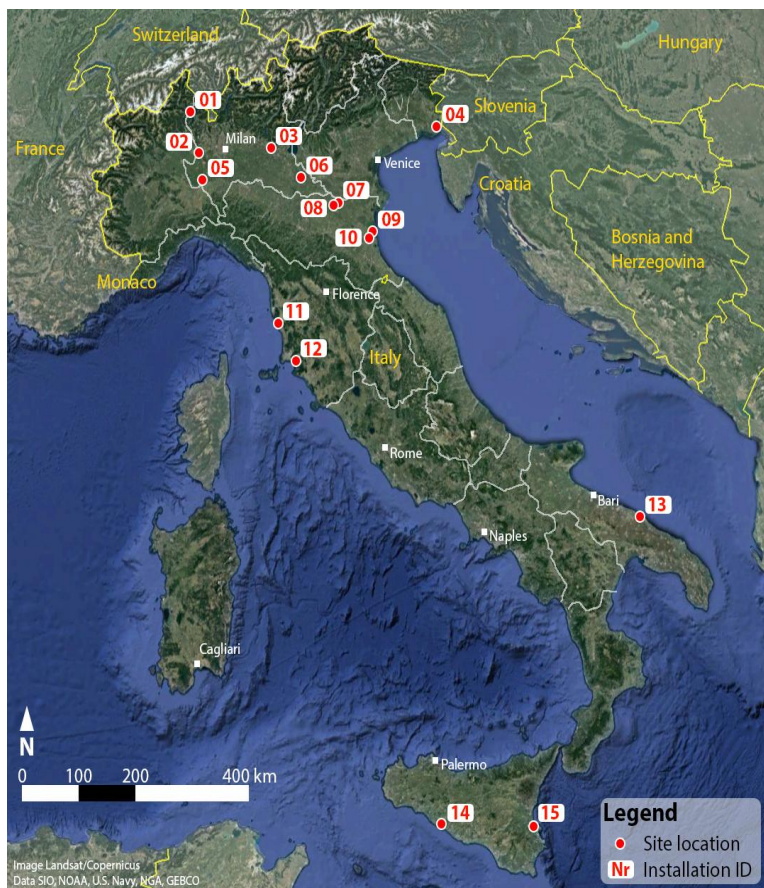 Switzerland
Hungary
01
04
Slovenia
Milan
03
France
02
Venice
05
06
Croatia
07
08
09
10
Bosnia and
Herzegovina
Monaco
Florence
11
12
Italy
Rome
Bari
13
Naples
Cagliari
N
Palermo
0 100 200 400 km
14
15
Legend
Site location
Nr Installation ID
Image Landsat/Copernicus
Data SIO, NOAA, U.S. Navy, NGA, GEBCO